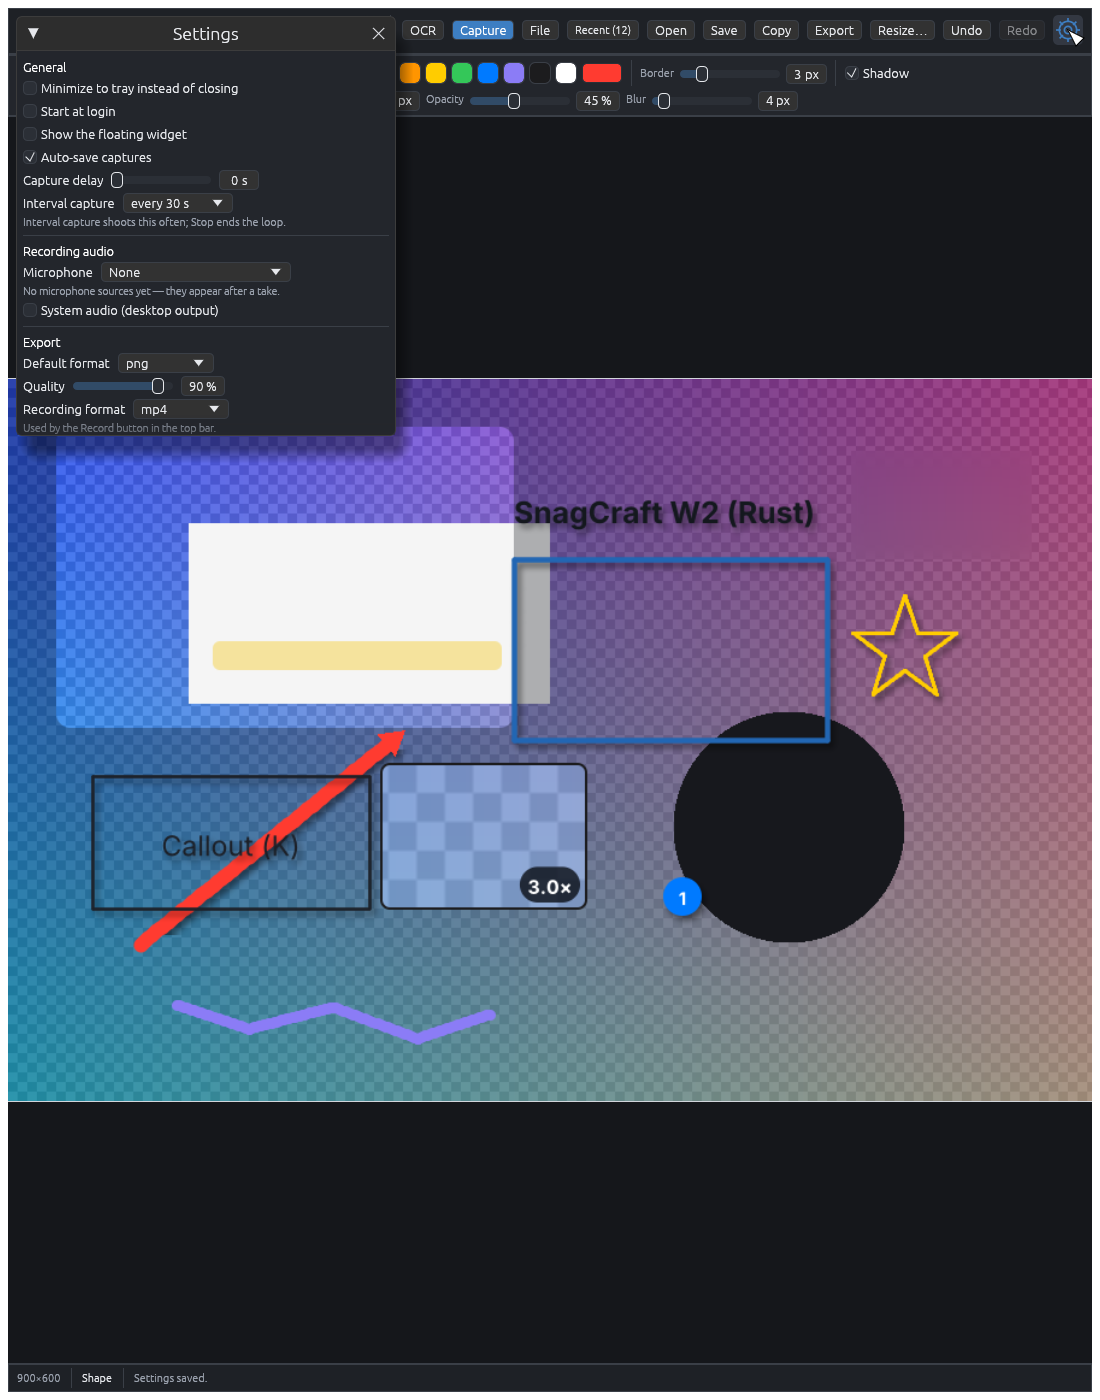 Settings
OCR Capture File Recent (12) Open Save Copy Export Resize... Undo Redo
Border 3 px Shadow
px Opacity 45 % Blur 4 px
General
Minimize to tray instead of closing
Start at login
Show the floating widget
Auto-save captures
Capture delay 0 s
Interval capture every 30 s
Interval capture shoots this often; Stop ends the loop.
Recording audio
Microphone None
No microphone sources yet — they appear after a take.
System audio (desktop output)
Export
Default format png
Quality 90 %
Recording format mp4
Used by the Record button in the top bar.
SnagCraft W2 (Rust)
Callout (K)
3.0×
1
900×600 Shape Settings saved.